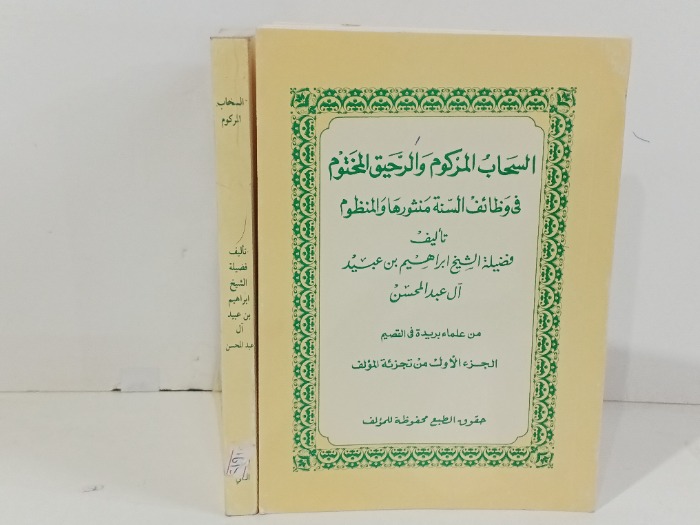 السحاب المركوم والرحيق المختوم
في وظائف السنة منثورها والمنظوم
تأليف
فضيلة الشيخ ابراهيم بن عبيد
آل عبد المحسن
من علماء بريدة في القصيم
الجزء الأول من تجزئة المؤلف
حقوق الطبع محفوظة للمؤلف
السحاب
المركوم
تأليف
فضيلة
الشيخ
ابراهيم
بن عبيد
آل
عبد المحسن
الثاني